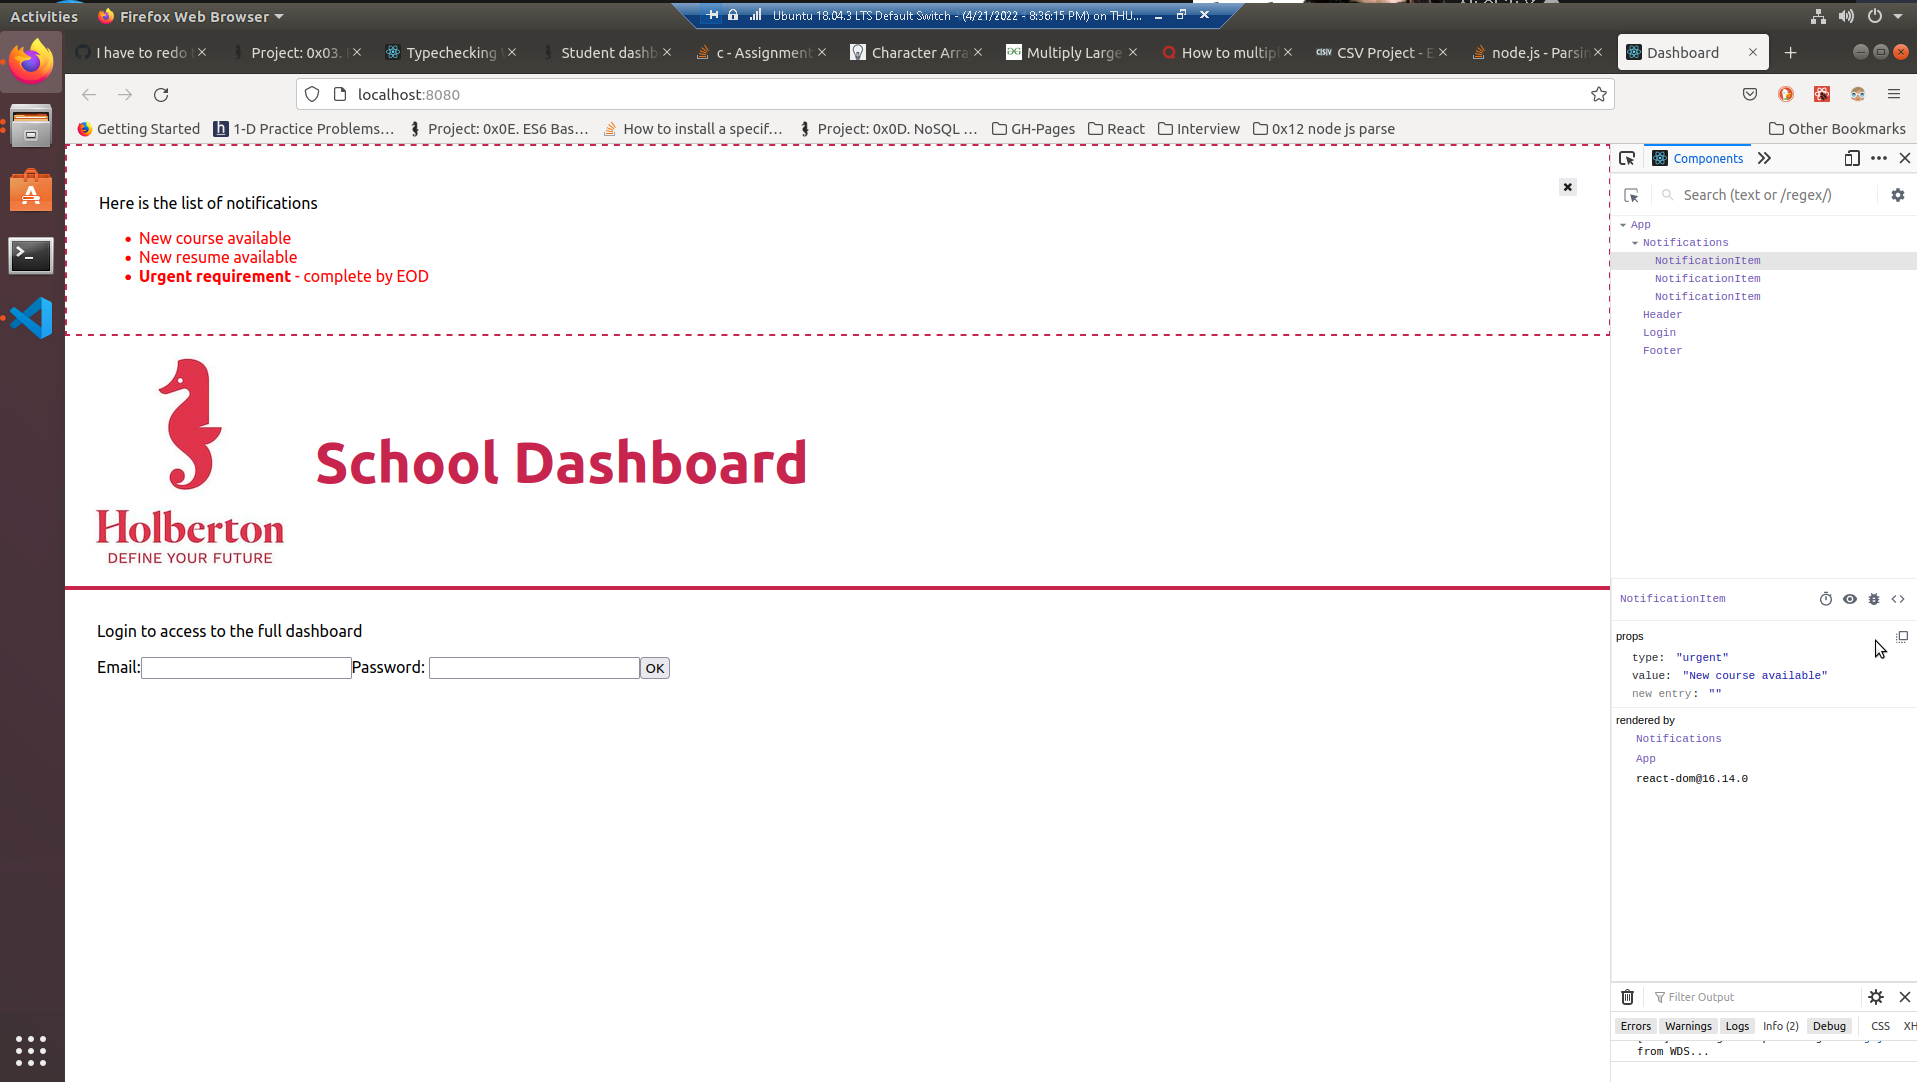 Activities
Firefox Web Browser
Ubuntu 18.04.3 LTS Default Switch - (4/21/2022 - 8:36:15 PM) on THU...
I have to redo
Project: 0x03.
Typechecking
Student dashb
c - Assignment
Character Arra
Multiply Large
How to multipl
CSV Project - E
node.js - Parsin
Dashboard
localhost:8080
Getting Started
1-D Practice Problems...
Project: 0x0E. ES6 Bas...
How to install a specif...
Project: 0x0D. NoSQL ...
GH-Pages
React
Interview
0x12 node js parse
Other Bookmarks
Here is the list of notifications
New course available
New resume available
Urgent requirement - complete by EOD
Holberton
DEFINE YOUR FUTURE
School Dashboard
Login to access to the full dashboard
Email:
Password:
OK
Components
Search (text or /regex/)
App
Notifications
NotificationItem
NotificationItem
NotificationItem
Header
Login
Footer
NotificationItem
props
type: "urgent"
value: "New course available"
new entry: ""
rendered by
Notifications
App
react-dom@16.14.0
Filter Output
Errors
Warnings
Logs
Info (2)
Debug
CSS
XH
from WDS...